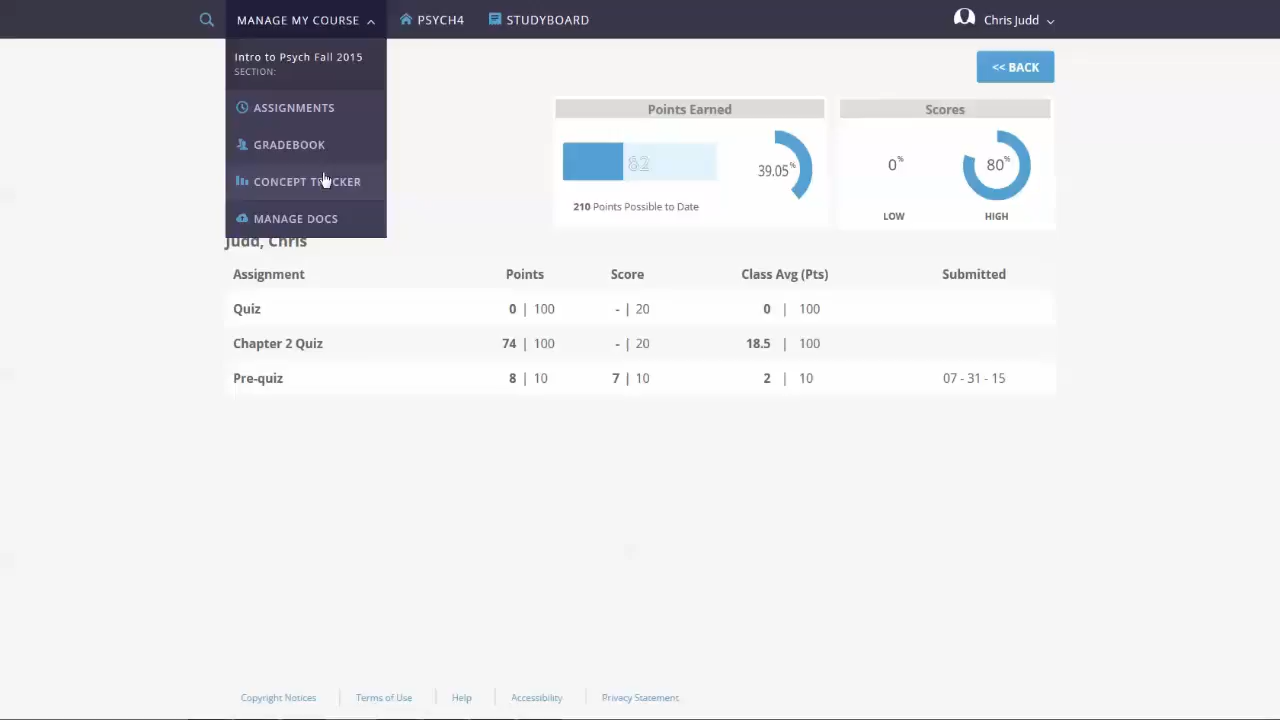 MANAGE MY COURSE
PSYCH4
STUDYBOARD
Chris Judd
Intro to Psych Fall 2015
SECTION:
<< BACK
ASSIGNMENTS
GRADEBOOK
CONCEPT TRACKER
MANAGE DOCS
Points Earned
82
39.05%
210 Points Possible to Date
Scores
0% 80%
LOW HIGH
Judd, Chris
Assignment Points Score Class Avg (Pts) Submitted
Quiz 0 | 100 - | 20 0 | 100
Chapter 2 Quiz 74 | 100 - | 20 18.5 | 100
Pre-quiz 8 | 10 7 | 10 2 | 10 07 - 31 - 15
Copyright Notices | Terms of Use | Help | Accessibility | Privacy Statement